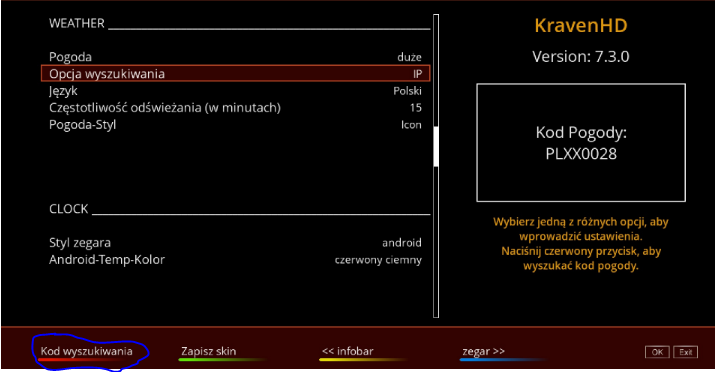 WEATHER
Pogoda duże
Opcja wyszukiwania IP
Język Polski
Częstotliwość odświeżania (w minutach) 15
Pogoda-Styl Icon
CLOCK
Styl zegara android
Android-Temp-Kolor czerwony ciemny
KravenHD
Version: 7.3.0
Kod Pogody:
PLXX0028
Wybierz jedną z różnych opcji, aby
wprowadzić ustawienia.
Naciśnij czerwony przycisk, aby
wyszukać kod pogody.
Kod wyszukiwania Zapisz skin << infobar zegar >> OK Exit